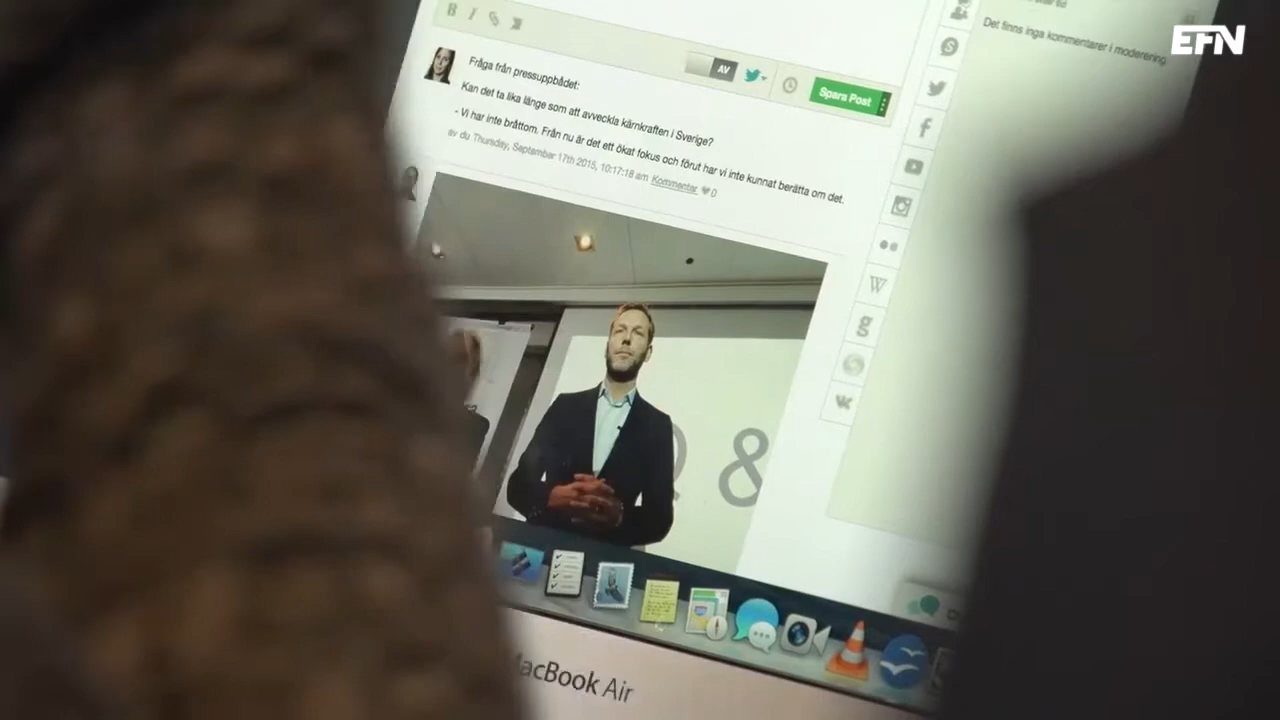 EFN
B I
Det finns inga kommentarer i moderering.
AV
Spara Post
Fråga från pressuppbådet:
Kan det ta lika länge som att avveckla kärnkraften i Sverige?
- Vi har inte bråttom. Från nu är det ett ökat fokus och förut har vi inte kunnat berätta om det.
av du Thursday, September 17th 2015, 10:17:18 am Kommentar 0
&
MacBook Air